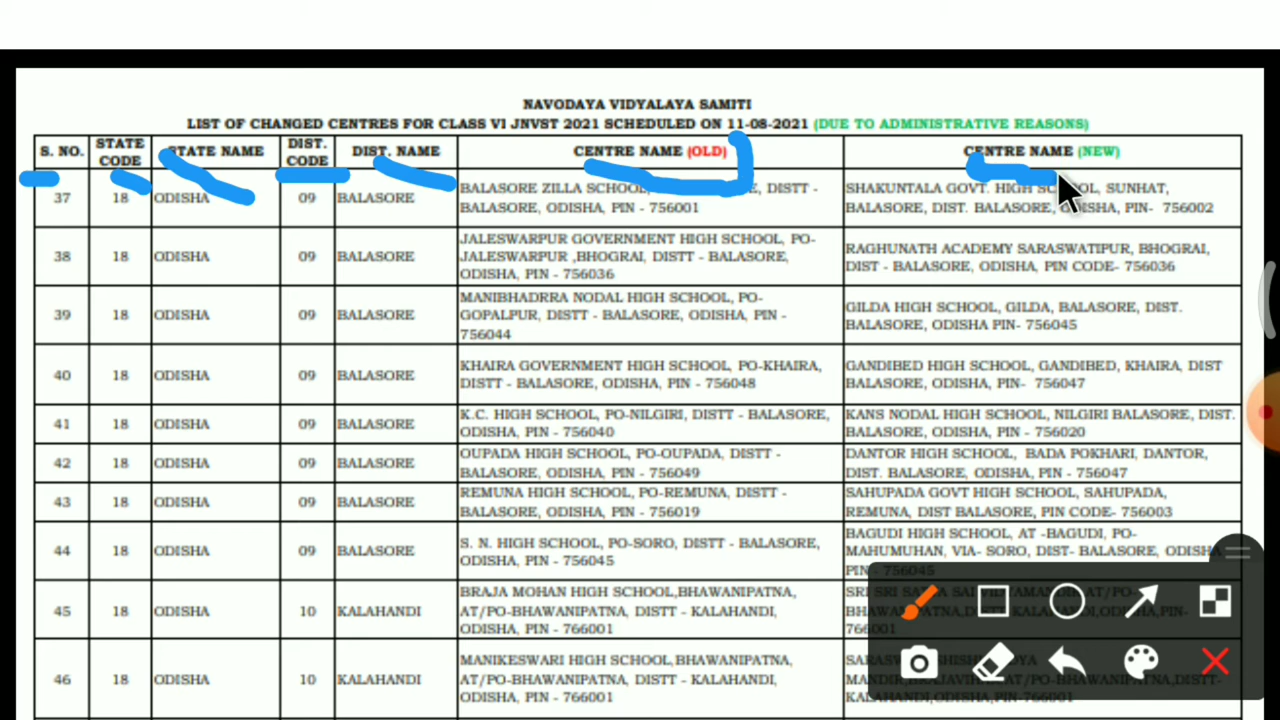 NAVODAYA VIDYALAYA SAMITI
LIST OF CHANGED CENTRES FOR CLASS VI JNVST 2021 SCHEDULED ON 11-08-2021 (DUE TO ADMINISTRATIVE REASONS)
S. NO. STATE CODE STATE NAME DIST. CODE DIST. NAME CENTRE NAME (OLD) CENTRE NAME (NEW)
37 18 ODISHA 09 BALASORE
BALASORE ZILLA SCHOOL, DISTT -
BALASORE, ODISHA, PIN - 756001
SHAKUNTALA GOVT. HIGH SCHOOL, SUNHAT,
BALASORE, DIST. BALASORE, ODISHA, PIN- 756002
38 18 ODISHA 09 BALASORE
JALESWARPUR GOVERNMENT HIGH SCHOOL, PO-
JALESWARPUR ,BHOGRAI, DISTT - BALASORE,
ODISHA, PIN - 756036
RAGHUNATH ACADEMY SARASWATIPUR, BHOGRAI,
DIST - BALASORE, ODISHA, PIN CODE- 756036
39 18 ODISHA 09 BALASORE
MANIBHADRRA NODAL HIGH SCHOOL, PO-
GOPALPUR, DISTT - BALASORE, ODISHA, PIN -
756044
GILDA HIGH SCHOOL, GILDA, BALASORE, DIST.
BALASORE, ODISHA PIN- 756045
40 18 ODISHA 09 BALASORE
KHAIRA GOVERNMENT HIGH SCHOOL, PO-KHAIRA,
DISTT - BALASORE, ODISHA, PIN - 756048
GANDIBED HIGH SCHOOL, GANDIBED, KHAIRA, DIST
BALASORE, ODISHA, PIN- 756047
41 18 ODISHA 09 BALASORE
K.C. HIGH SCHOOL, PO-NILGIRI, DISTT - BALASORE,
ODISHA, PIN - 756040
KANS NODAL HIGH SCHOOL, NILGIRI BALASORE, DIST.
BALASORE, ODISHA, PIN - 756020
42 18 ODISHA 09 BALASORE
OUPADA HIGH SCHOOL, PO-OUPADA, DISTT -
BALASORE, ODISHA, PIN - 756049
DANTOR HIGH SCHOOL, BADA POKHARI, DANTOR,
DIST. BALASORE, ODISHA, PIN - 756047
43 18 ODISHA 09 BALASORE
REMUNA HIGH SCHOOL, PO-REMUNA, DISTT -
BALASORE, ODISHA, PIN - 756019
SAHUPADA GOVT HIGH SCHOOL, SAHUPADA,
REMUNA, DIST BALASORE, PIN CODE- 756003
44 18 ODISHA 09 BALASORE
S. N. HIGH SCHOOL, PO-SORO, DISTT - BALASORE,
ODISHA, PIN - 756045
BAGUDI HIGH SCHOOL, AT -BAGUDI, PO-
MAHUMUHAN, VIA- SORO, DIST- BALASORE, ODISHA
PIN- 756045
45 18 ODISHA 10 KALAHANDI
BRAJA MOHAN HIGH SCHOOL,BHAWANIPATNA,
AT/PO-BHAWANIPATNA, DISTT - KALAHANDI,
ODISHA, PIN - 766001
SRI SRI AT/PO-
KALAHANDI,ODISHA,PIN-
766001
46 18 ODISHA 10 KALAHANDI
MANIKESWARI HIGH SCHOOL,BHAWANIPATNA,
AT/PO-BHAWANIPATNA, DISTT - KALAHANDI,
ODISHA, PIN - 766001
AT/PO-BHAWANIPATNA,DISTT-
KALAHANDI,ODISHA,PIN-766001